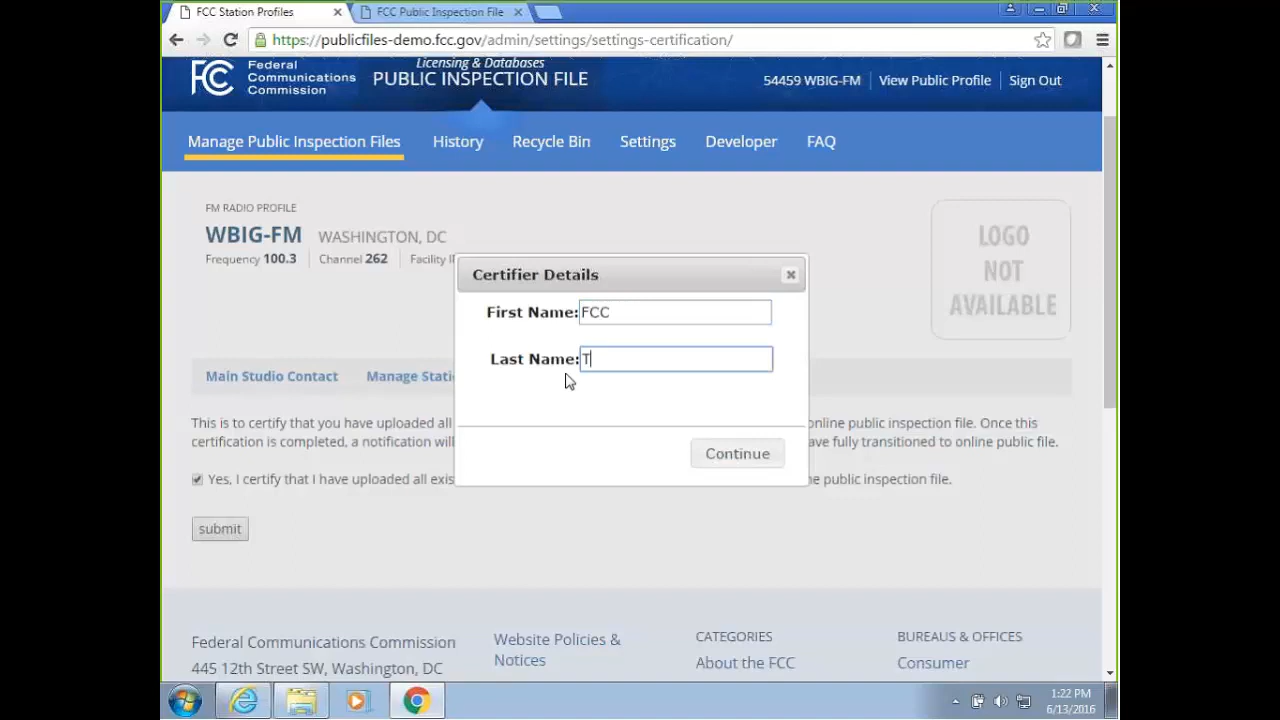 FCC Station Profiles
FCC Public Inspection File
https://publicfiles-demo.fcc.gov/admin/settings/settings-certification/
FCC
Federal
Communications
Commission
Licensing & Databases
PUBLIC INSPECTION FILE
54459 WBIG-FM
View Public Profile
Sign Out
Manage Public Inspection Files
History
Recycle Bin
Settings
Developer
FAQ
FM RADIO PROFILE
WBIG-FM WASHINGTON, DC
Frequency 100.3 Channel 262 Facility
LOGO
NOT
AVAILABLE
Certifier Details
First Name: FCC
Last Name: T
Continue
Main Studio Contact
Manage Stati
This is to certify that you have uploaded all
online public inspection file. Once this
certification is completed, a notification will
ave fully transitioned to online public file.
Yes, I certify that I have uploaded all exis
e public inspection file.
submit
Federal Communications Commission
445 12th Street SW, Washington, DC
Website Policies &
Notices
CATEGORIES
About the FCC
BUREAUS & OFFICES
Consumer
1:22 PM
6/13/2016